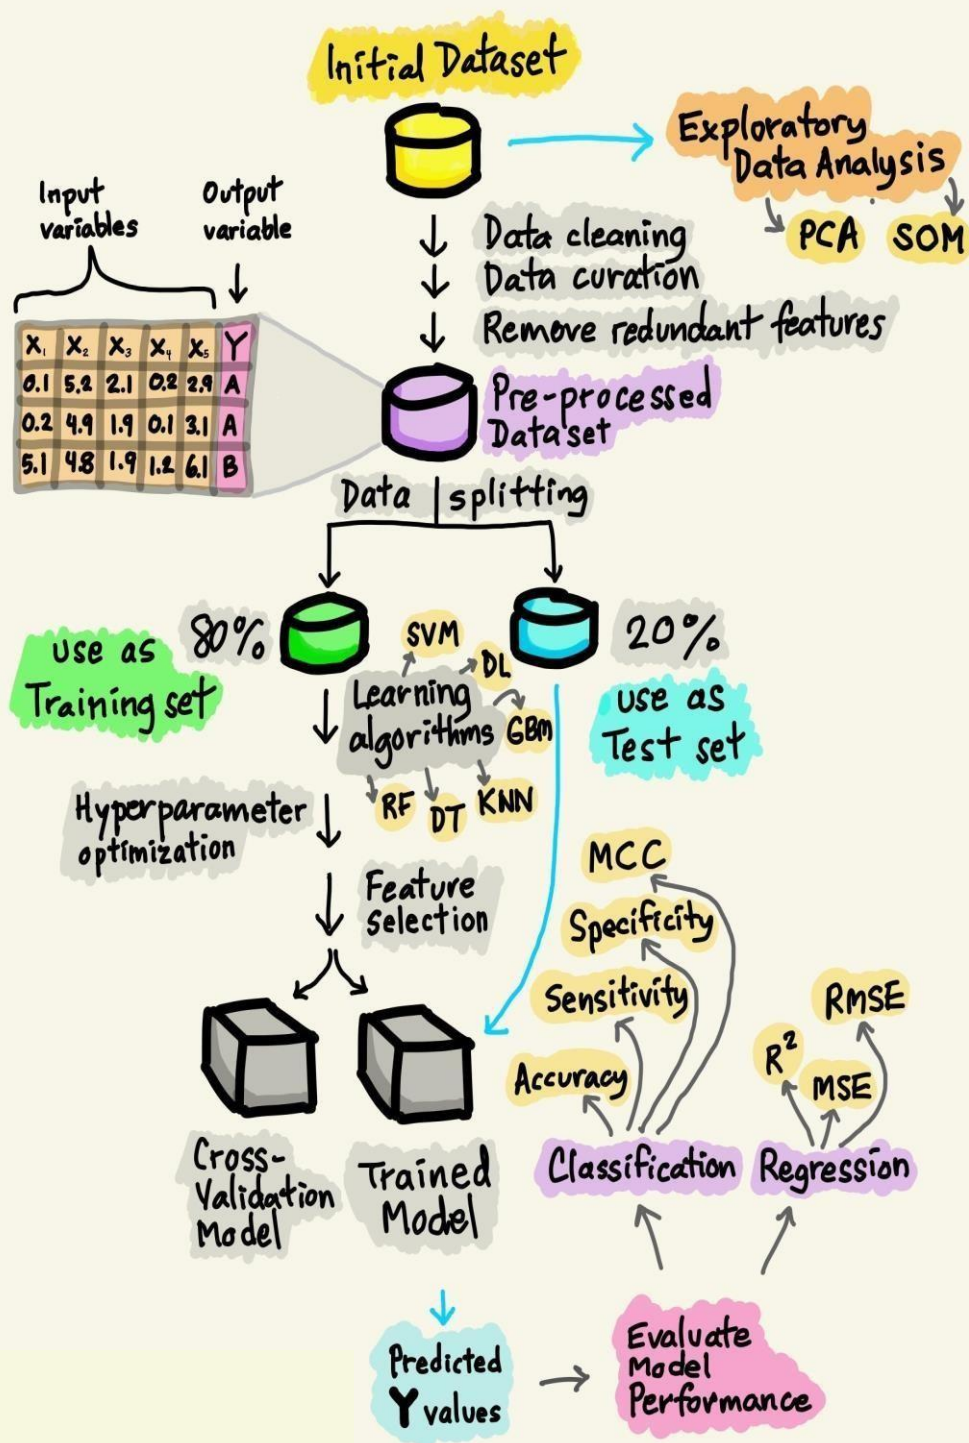 Initial Dataset
Exploratory
Data Analysis
PCA SOM
Input
variables
Output
variable
Data cleaning
Data curation
Remove redundant features
X₁ X₂ X₃ X₄ X₅ Y
0.1 5.2 2.1 0.2 2.9 A
0.2 4.9 1.9 0.1 3.1 A
5.1 4.8 1.9 1.2 6.1 B
Pre-processed
Dataset
Data splitting
80%
20%
use as
Training set
use as
Test set
Learning
algorithms
SVM
DL
GBM
RF
DT
KNN
Hyperparameter
optimization
Feature
Selection
MCC
Specificity
Sensitivity
Accuracy
RMSE
R²
MSE
Classification
Regression
Cross-
Validation
Model
Trained
Model
Predicted
Y values
Evaluate
Model
Performance